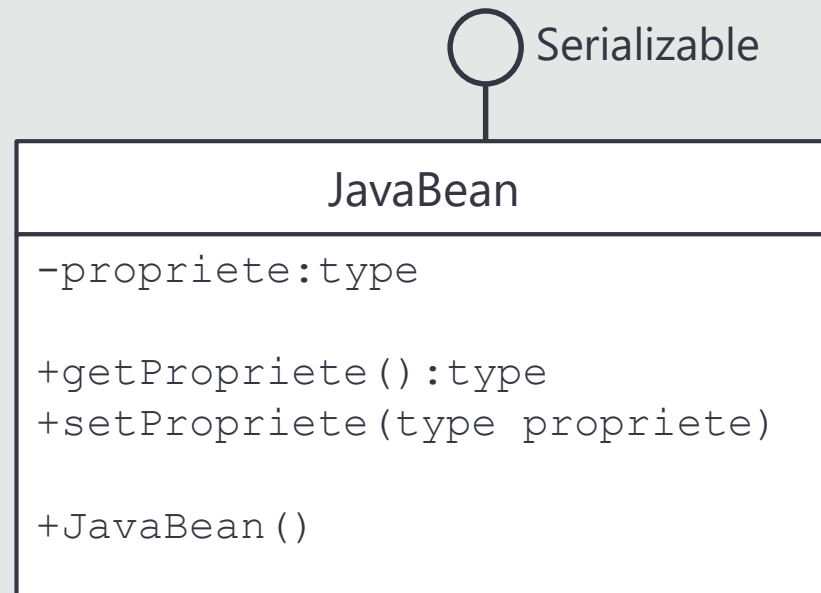 Serializable
JavaBean
-propriete:type
+getPropriete():type
+setPropriete(type propriete)
+JavaBean()